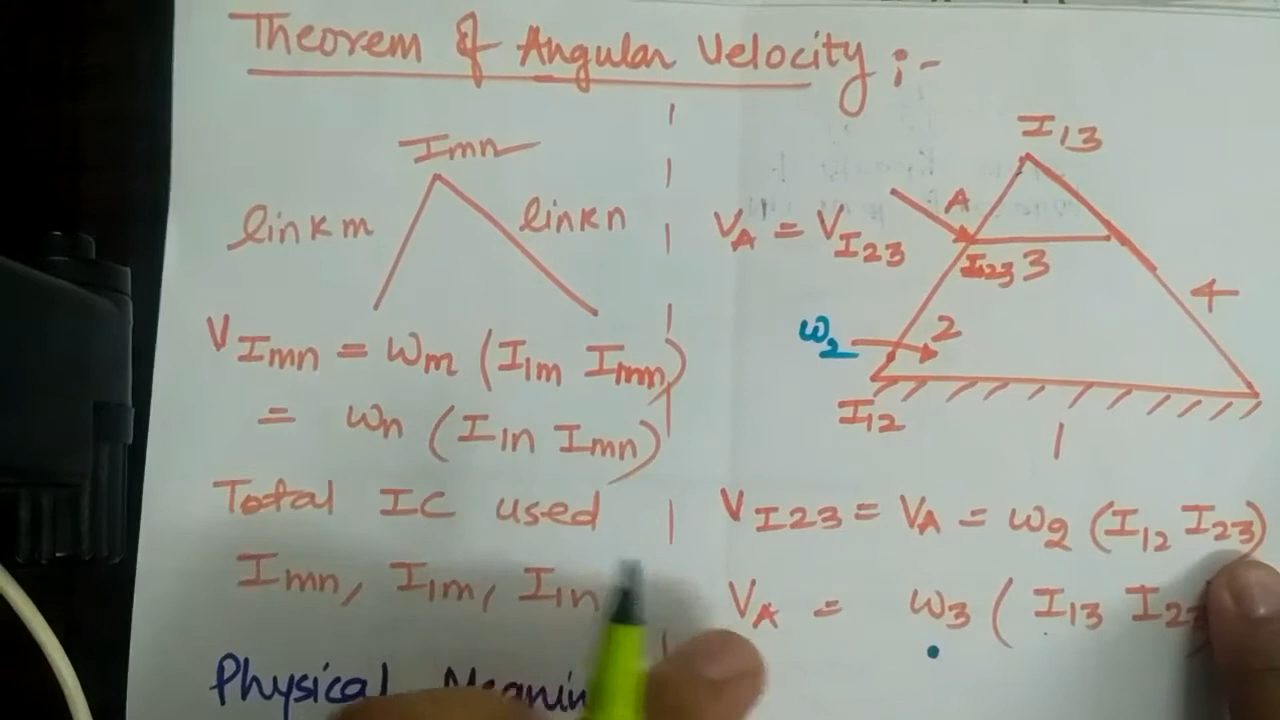 Theorem of Angular Velocity :-
Imn
link m
link n
VImn = ωm (I1m Imn)
= ωn (I1n Imn)
Total IC used
Imn, I1m, I1n
Physical
I13
A
VA = VI23
I23 3
4
ω2
2
I12
1
VI23 = VA = ω2 (I12 I23)
VA = ω3 ( I13